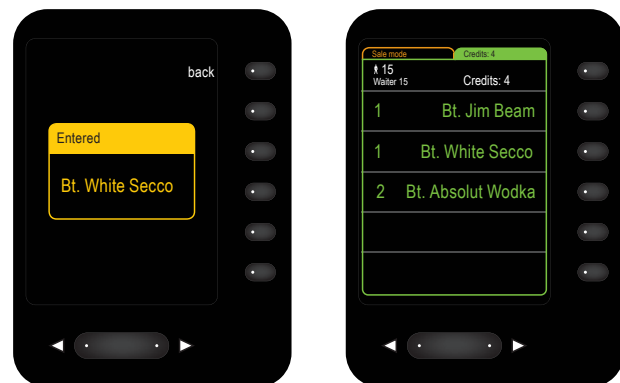 back
Entered
Bt. White Secco
Sale mode
Credits: 4
15
Waiter 15
Credits: 4
1 Bt. Jim Beam
1 Bt. White Secco
2 Bt. Absolut Wodka